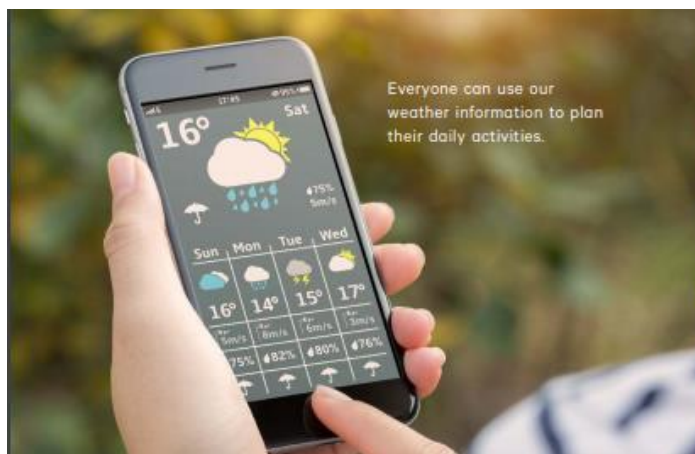 Everyone can use our
weather information to plan
their daily activities.
17:45 95%
16° Sat
75%
5m/s
Sun Mon Tue Wed
16° 14° 15° 17°
5m/s 8m/s 6m/s 3m/s
75% 82% 80% 76%